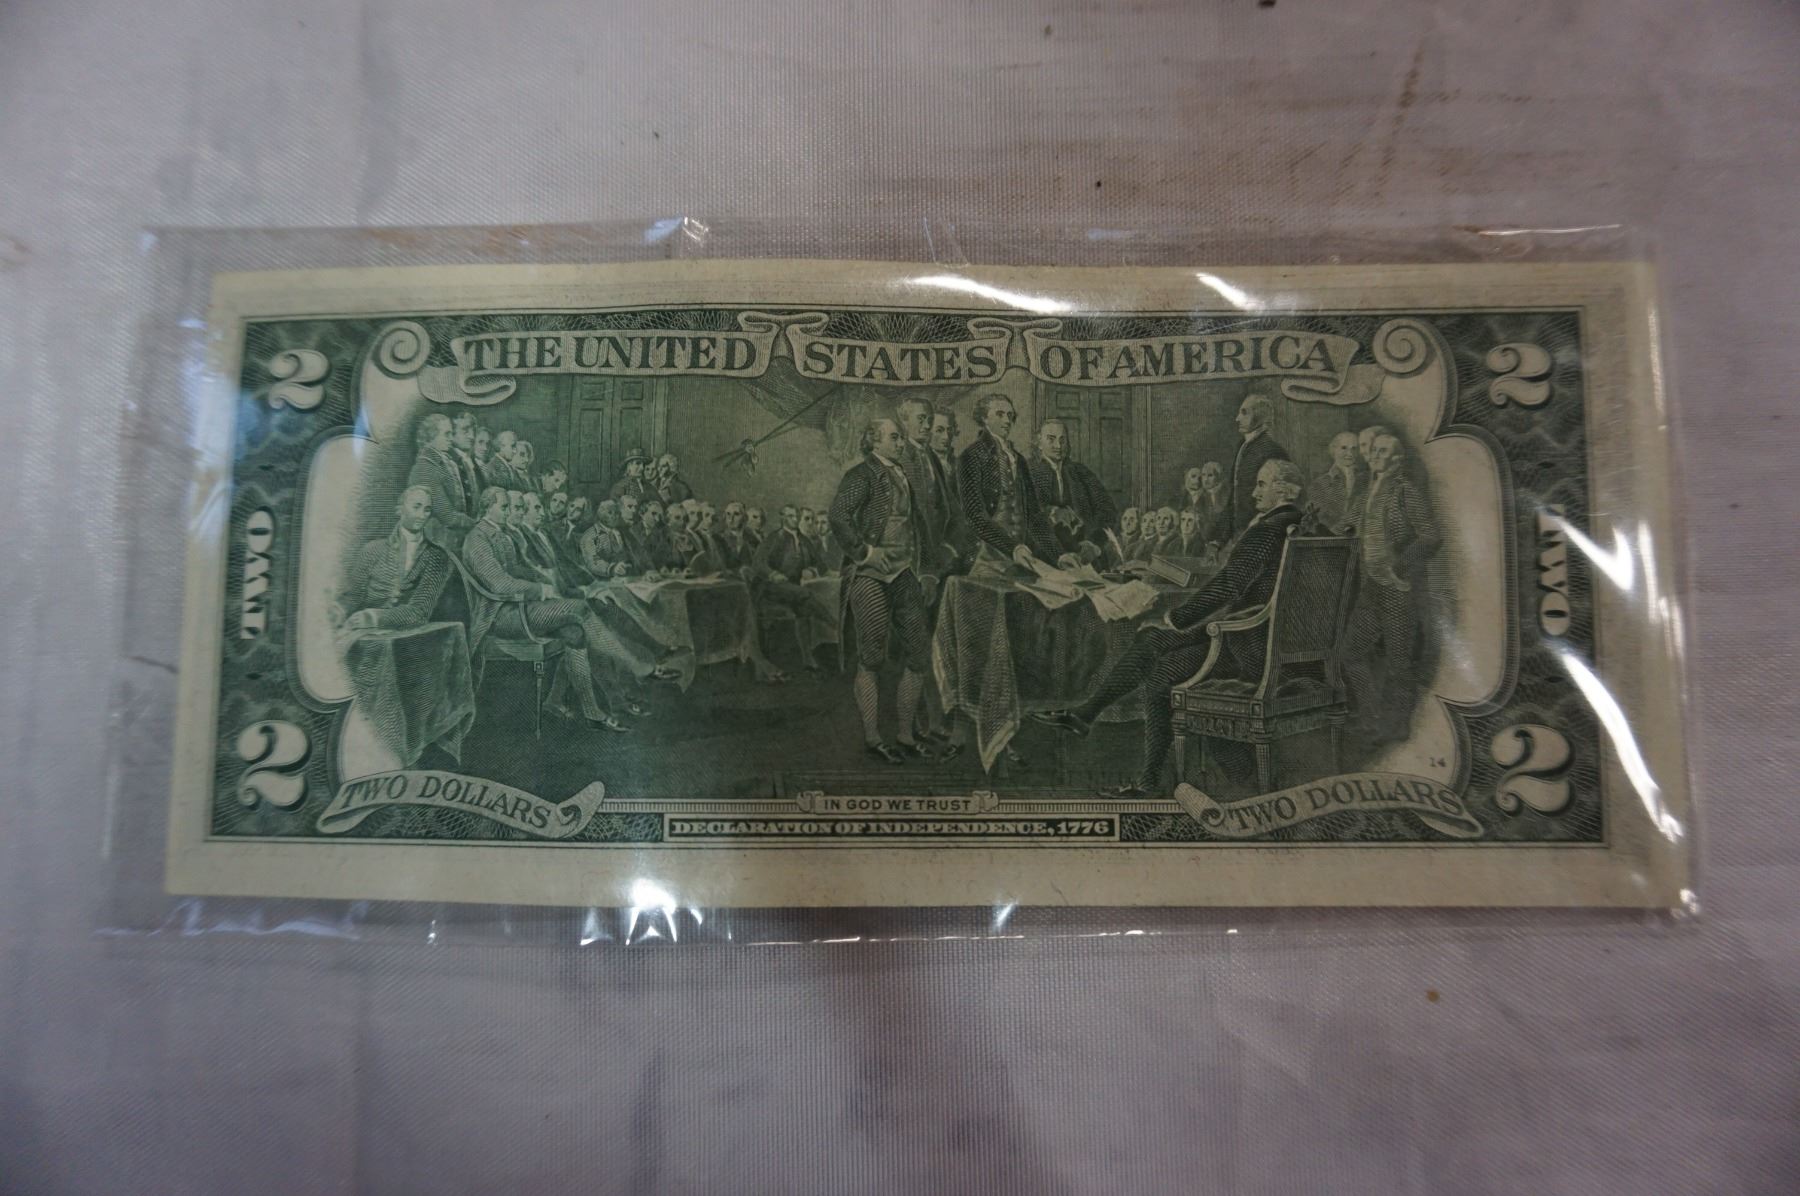 THE UNITED STATES OF AMERICA
2
2
TWO
TWO
2
2
14
TWO DOLLARS
IN GOD WE TRUST
TWO DOLLARS
DECLARATION OF INDEPENDENCE, 1776